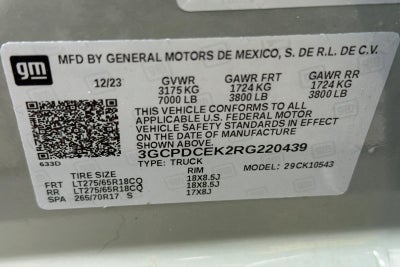 gm
MFD BY GENERAL MOTORS DE MEXICO, S. DE R.L. DE C.V.
12/23 GVWR GAWR FRT GAWR RR
3175 KG 1724 KG 1724 KG
7000 LB 3800 LB 3800 LB
THIS VEHICLE CONFORMS TO ALL
APPLICABLE U.S. FEDERAL MOTOR
VEHICLE SAFETY STANDARDS IN EFFECT
ON THE DATE OF MANUFACTURE
3GCPDCEK2RG220439
633D TYPE: TRUCK MODEL: 29CK10543
TIRE SIZE RIM
FRT LT275/65R18CQ 18X8.5J
RR LT275/65R18CQ 18X8.5J
SPA 265/70R17 S 17X8J